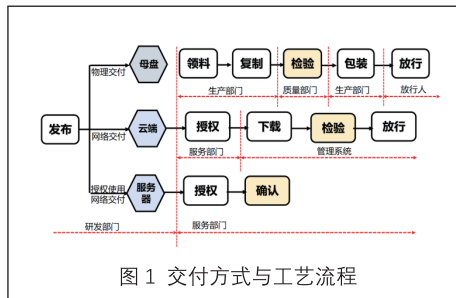 物理交付
母盘
领料
复制
检验
包装
放行
生产部门
质量部门
生产部门
放行人
发布
网络交付
云端
授权
下载
检验
放行
服务部门
管理系统
授权使用
网络交付
服务
器
授权
确认
研发部门
服务部门
图 1 交付方式与工艺流程